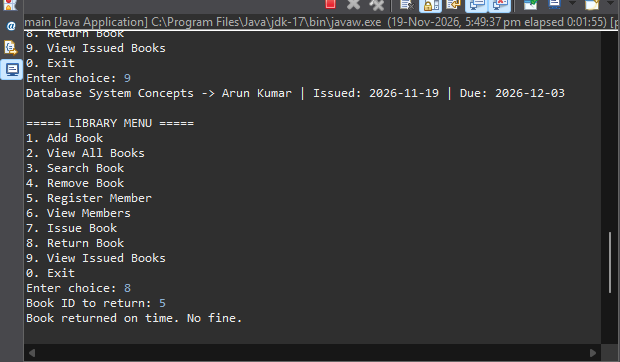 main [Java Application] C:\Program Files\Java\jdk-17\bin\javaw.exe (19-Nov-2026, 5:49:37 pm elapsed 0:01:55) [p
8. Return Book
9. View Issued Books
0. Exit
Enter choice: 9
Database System Concepts -> Arun Kumar | Issued: 2026-11-19 | Due: 2026-12-03
===== LIBRARY MENU =====
1. Add Book
2. View All Books
3. Search Book
4. Remove Book
5. Register Member
6. View Members
7. Issue Book
8. Return Book
9. View Issued Books
0. Exit
Enter choice: 8
Book ID to return: 5
Book returned on time. No fine.